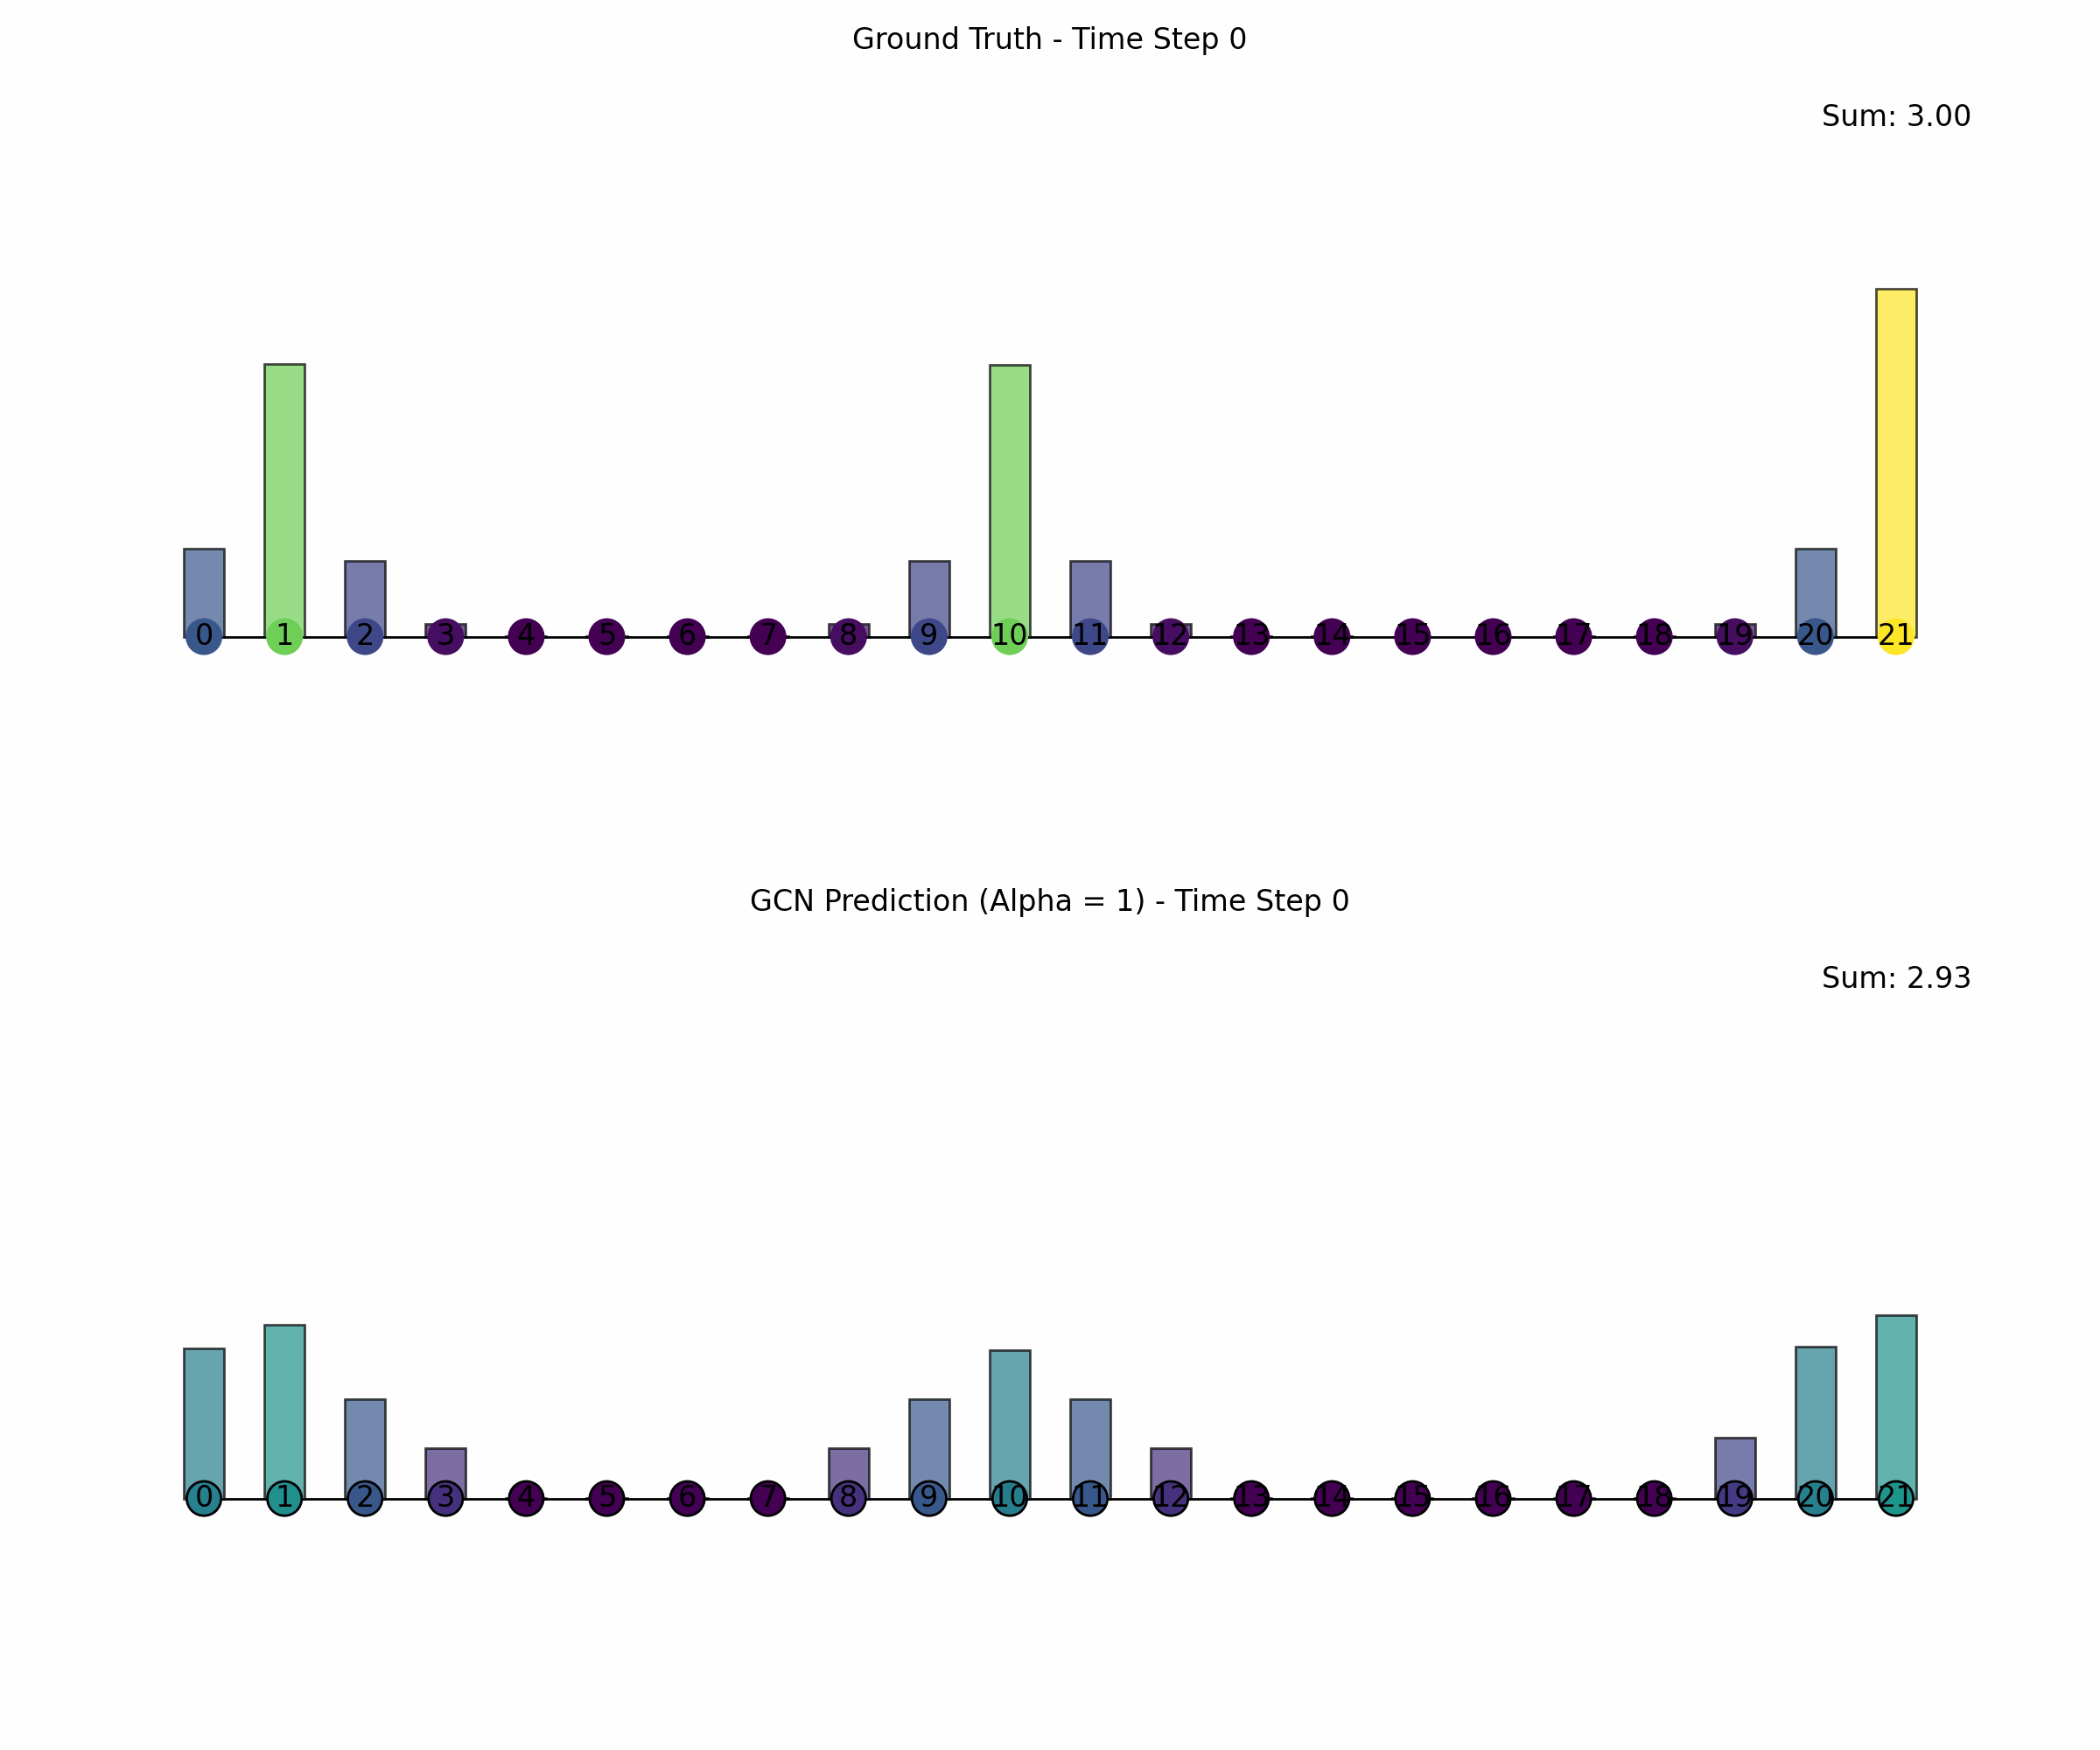 Ground Truth - Time Step 0
Sum: 3.00
0 1 2 3 4 5 6 7 8 9 10 11 12 13 14 15 16 17 18 19 20 21
GCN Prediction (Alpha = 1) - Time Step 0
Sum: 2.93
0 1 2 3 4 5 6 7 8 9 10 11 12 13 14 15 16 17 18 19 20 21